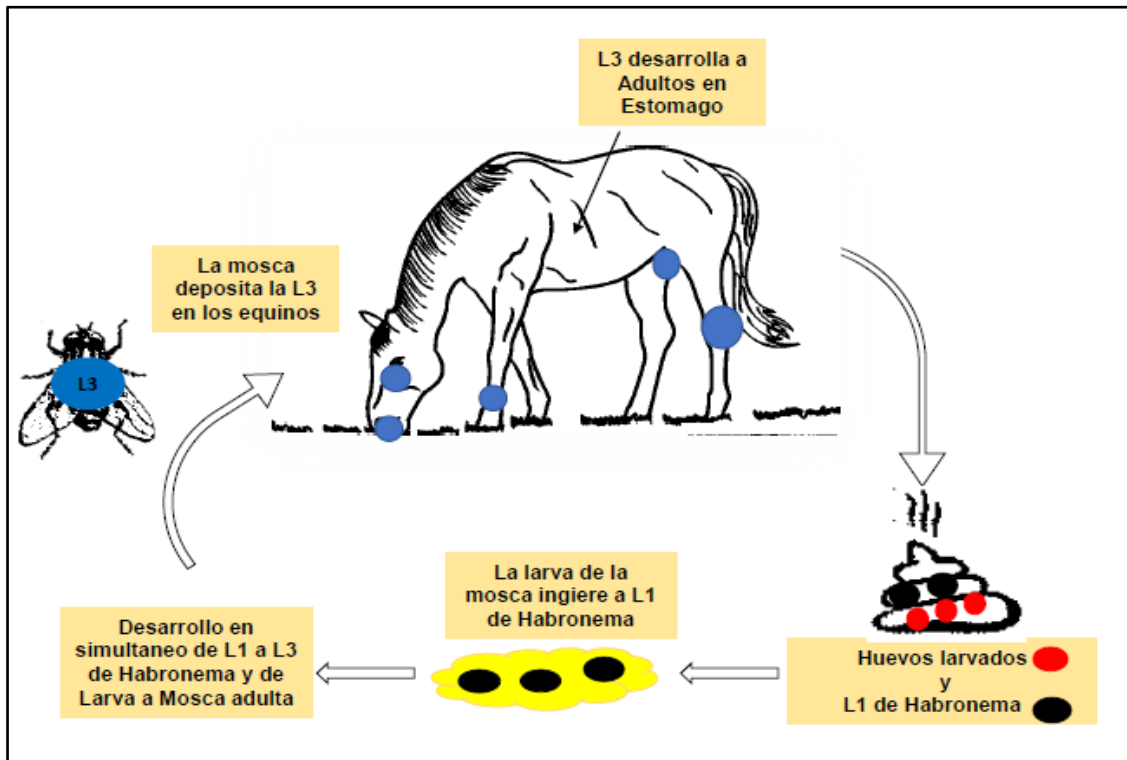 L3 desarrolla a
Adultos en
Estomago
La mosca
deposita la L3
en los equinos
L3
La larva de la
mosca ingiere a L1
de Habronema
Desarrollo en
simultaneo de L1 a L3
de Habronema y de
Larva a Mosca adulta
Huevos larvados
y
L1 de Habronema